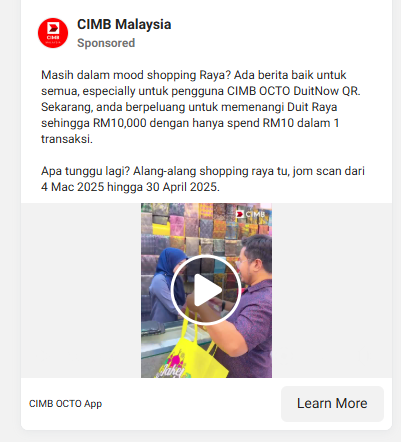 CIMB
CIMB Malaysia
Sponsored
Masih dalam mood shopping Raya? Ada berita baik untuk
semua, especially untuk pengguna CIMB OCTO DuitNow QR.
Sekarang, anda berpeluang untuk memenangi Duit Raya
sehingga RM10,000 dengan hanya spend RM10 dalam 1
transaksi.
Apa tunggu lagi? Alang-alang shopping raya tu, jom scan dari
4 Mac 2025 hingga 30 April 2025.
CIMB
CIMB OCTO App
Learn More